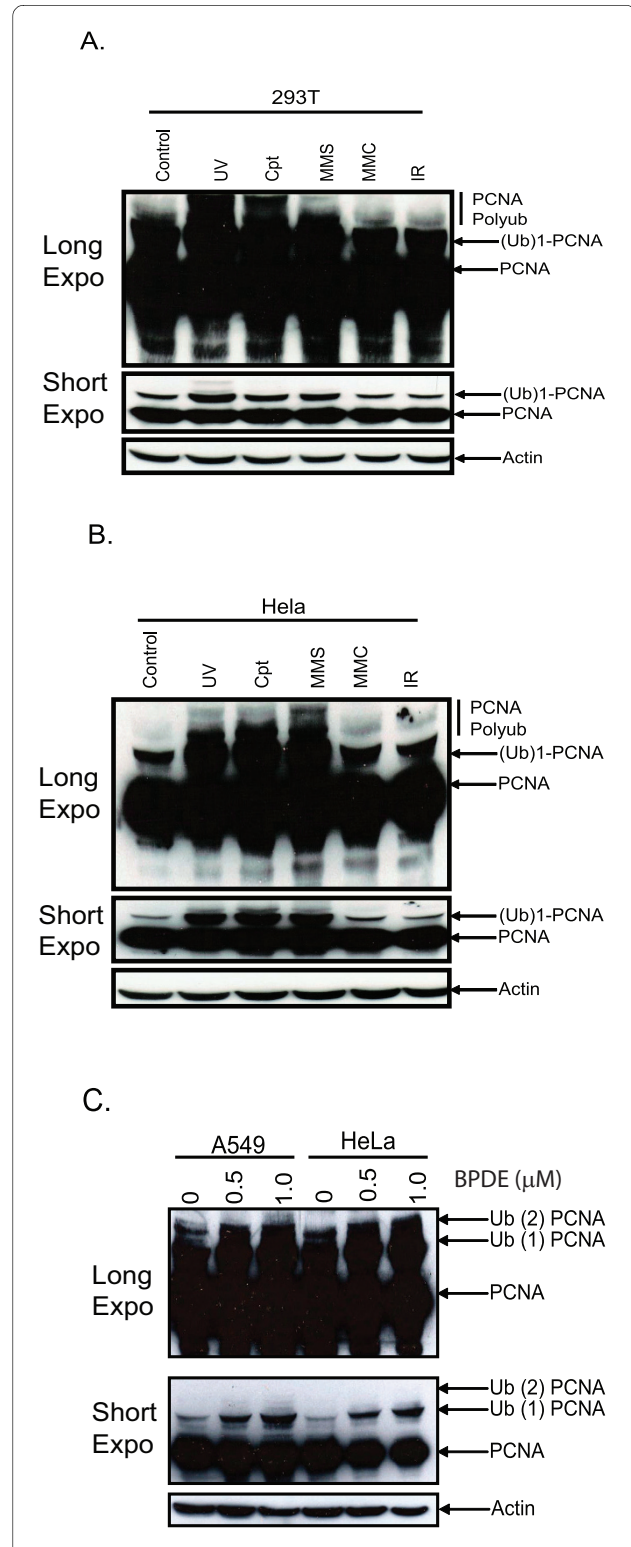 A.
293T
Control UV Cpt MMS MMC IR
Long
Expo
PCNA
Polyub
(Ub)1-PCNA
PCNA
Short
Expo
(Ub)1-PCNA
PCNA
Actin
B.
Hela
Control UV Cpt MMS MMC IR
Long
Expo
PCNA
Polyub
(Ub)1-PCNA
PCNA
Short
Expo
(Ub)1-PCNA
PCNA
Actin
C.
A549 HeLa
0 0.5 1.0 0 0.5 1.0 BPDE (μM)
Long
Expo
Ub (2) PCNA
Ub (1) PCNA
PCNA
Short
Expo
Ub (2) PCNA
Ub (1) PCNA
PCNA
Actin